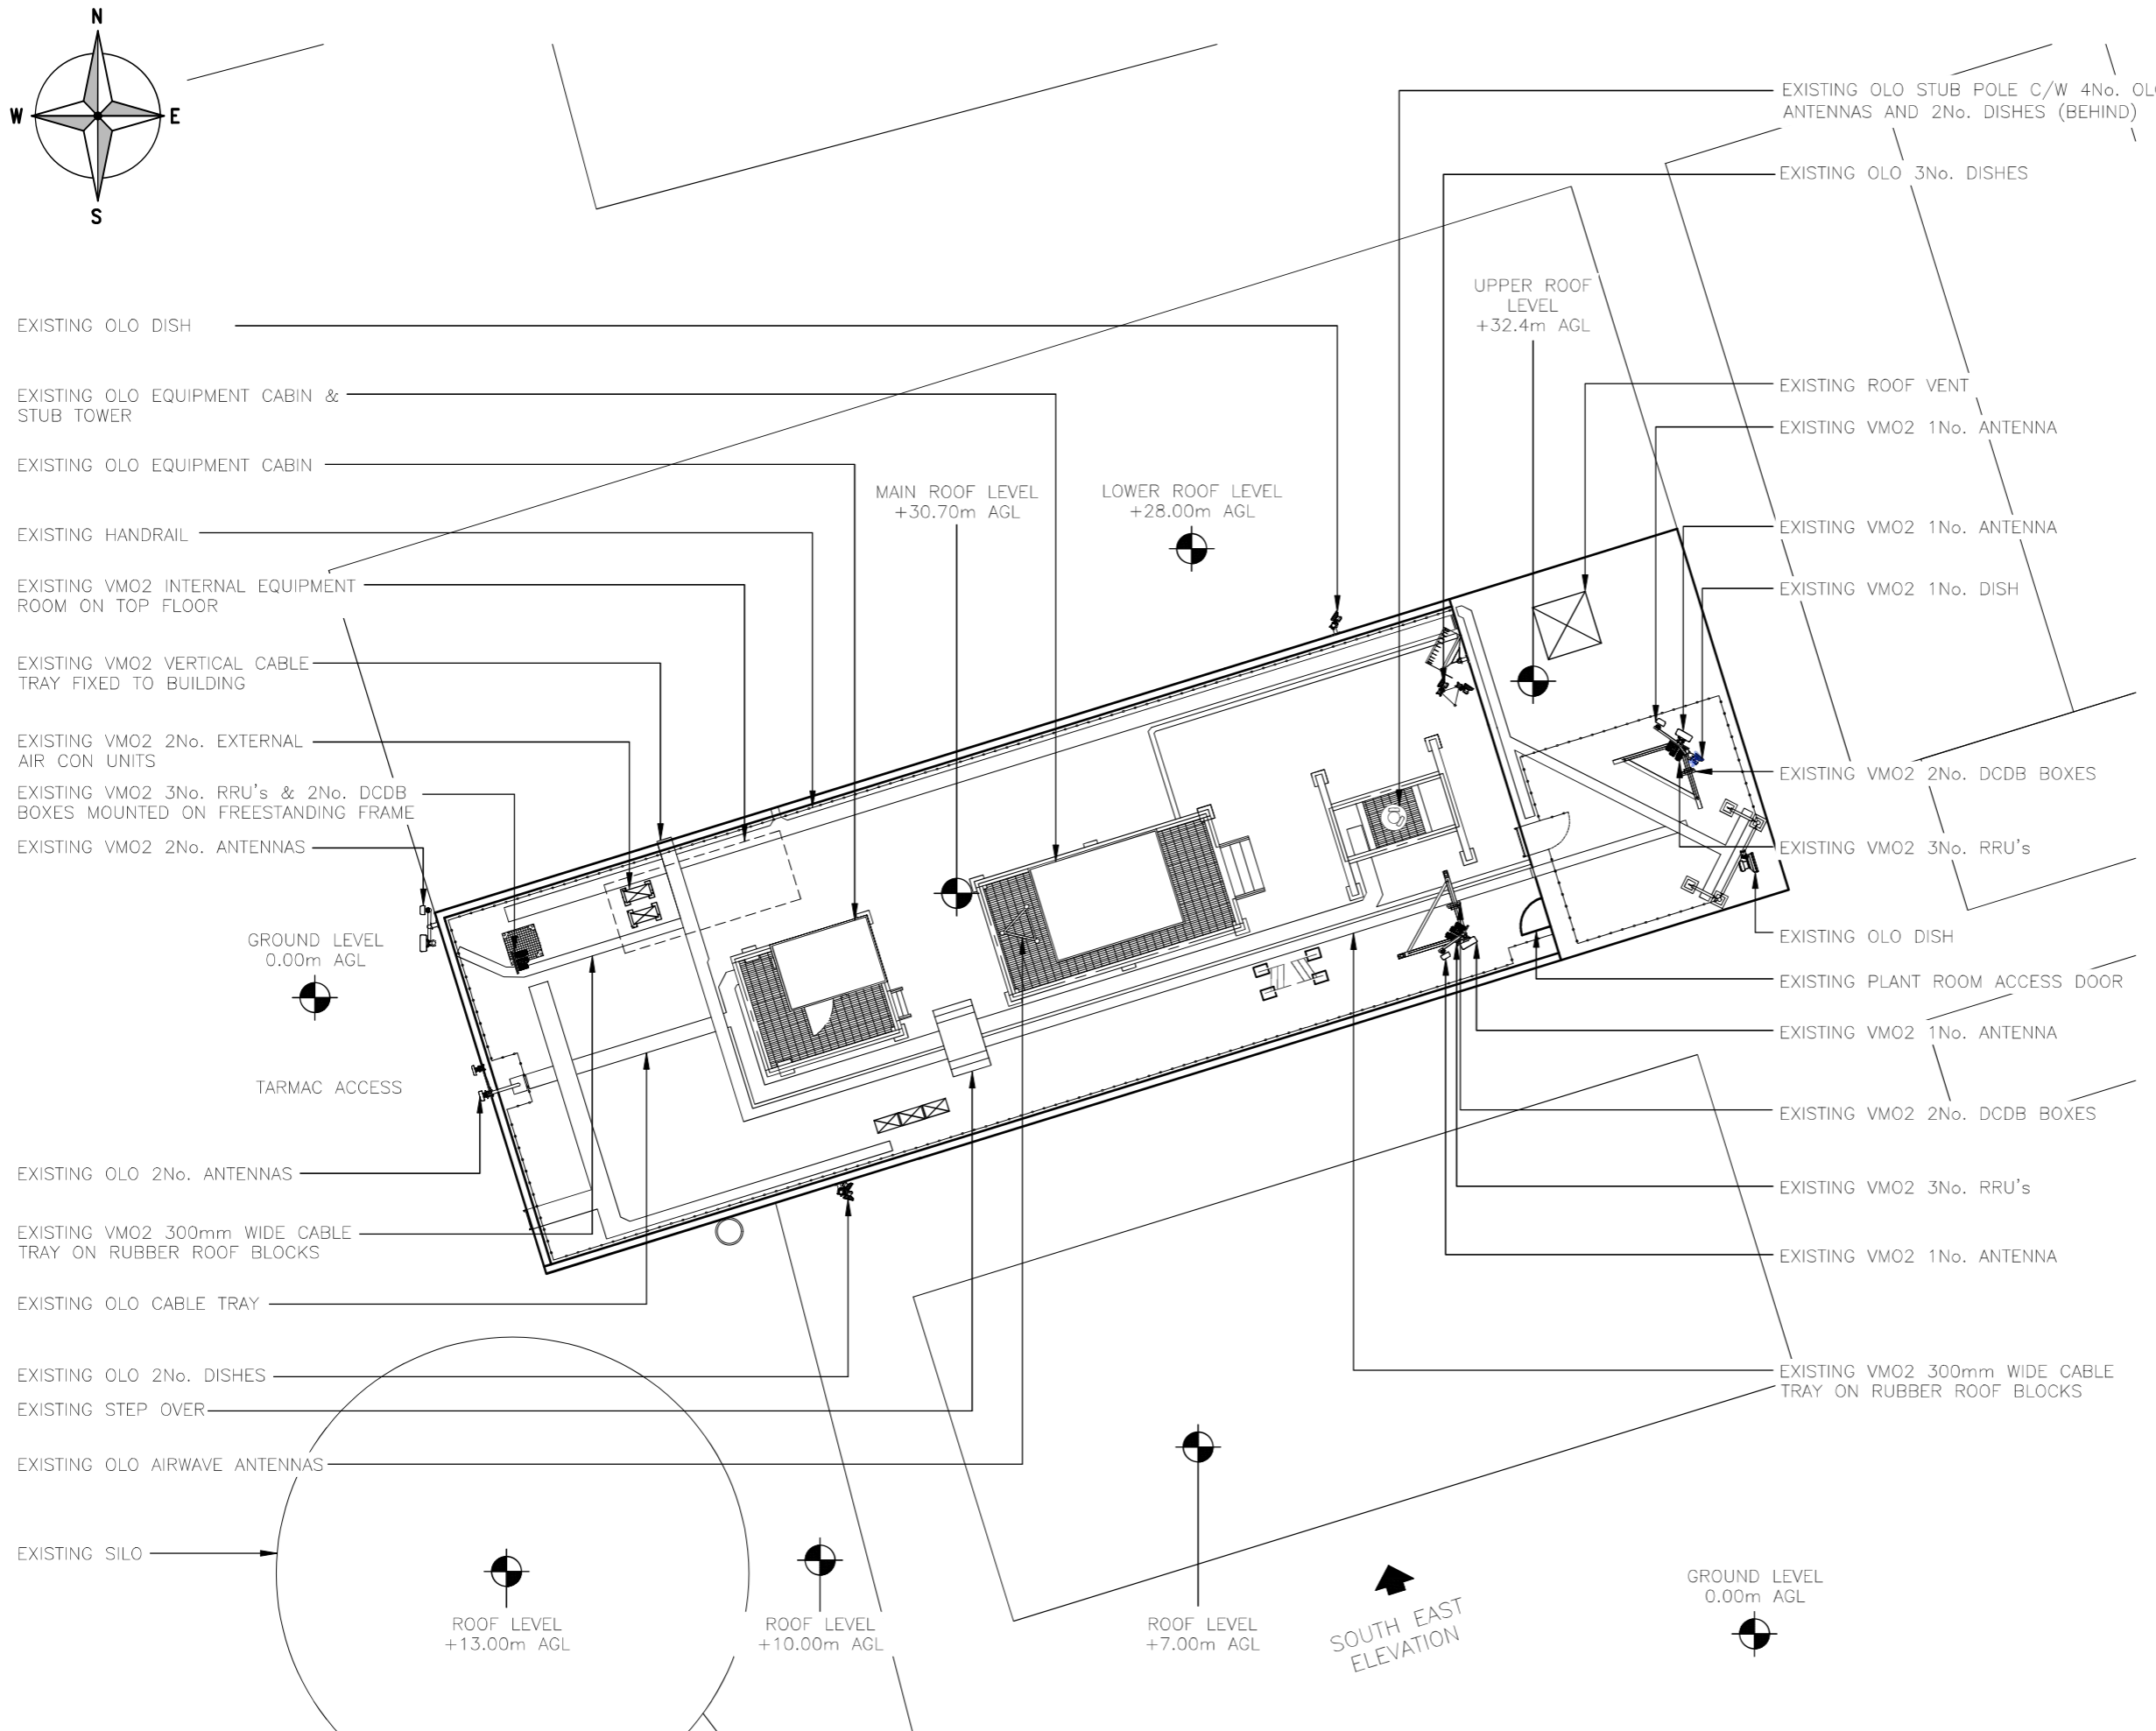 N
W
E
S
EXISTING OLO STUB POLE C/W 4No. OLO
ANTENNAS AND 2No. DISHES (BEHIND)
EXISTING OLO 3No. DISHES
UPPER ROOF
LEVEL
+32.4m AGL
EXISTING OLO DISH
EXISTING OLO EQUIPMENT CABIN &
STUB TOWER
EXISTING OLO EQUIPMENT CABIN
EXISTING HANDRAIL
EXISTING VMO2 INTERNAL EQUIPMENT
ROOM ON TOP FLOOR
EXISTING VMO2 VERTICAL CABLE
TRAY FIXED TO BUILDING
EXISTING VMO2 2No. EXTERNAL
AIR CON UNITS
EXISTING VMO2 3No. RRU's & 2No. DCDB
BOXES MOUNTED ON FREESTANDING FRAME
EXISTING VMO2 2No. ANTENNAS
MAIN ROOF LEVEL
+30.70m AGL
LOWER ROOF LEVEL
+28.00m AGL
EXISTING ROOF VENT
EXISTING VMO2 1No. ANTENNA
EXISTING VMO2 1No. ANTENNA
EXISTING VMO2 1No. DISH
EXISTING VMO2 2No. DCDB BOXES
EXISTING VMO2 3No. RRU's
EXISTING OLO DISH
EXISTING PLANT ROOM ACCESS DOOR
EXISTING VMO2 1No. ANTENNA
EXISTING VMO2 2No. DCDB BOXES
EXISTING VMO2 3No. RRU's
EXISTING VMO2 1No. ANTENNA
EXISTING VMO2 300mm WIDE CABLE
TRAY ON RUBBER ROOF BLOCKS
GROUND LEVEL
0.00m AGL
TARMAC ACCESS
EXISTING OLO 2No. ANTENNAS
EXISTING VMO2 300mm WIDE CABLE
TRAY ON RUBBER ROOF BLOCKS
EXISTING OLO CABLE TRAY
EXISTING OLO 2No. DISHES
EXISTING STEP OVER
EXISTING OLO AIRWAVE ANTENNAS
EXISTING SILO
ROOF LEVEL
+13.00m AGL
ROOF LEVEL
+10.00m AGL
ROOF LEVEL
+7.00m AGL
SOUTH EAST
ELEVATION
GROUND LEVEL
0.00m AGL